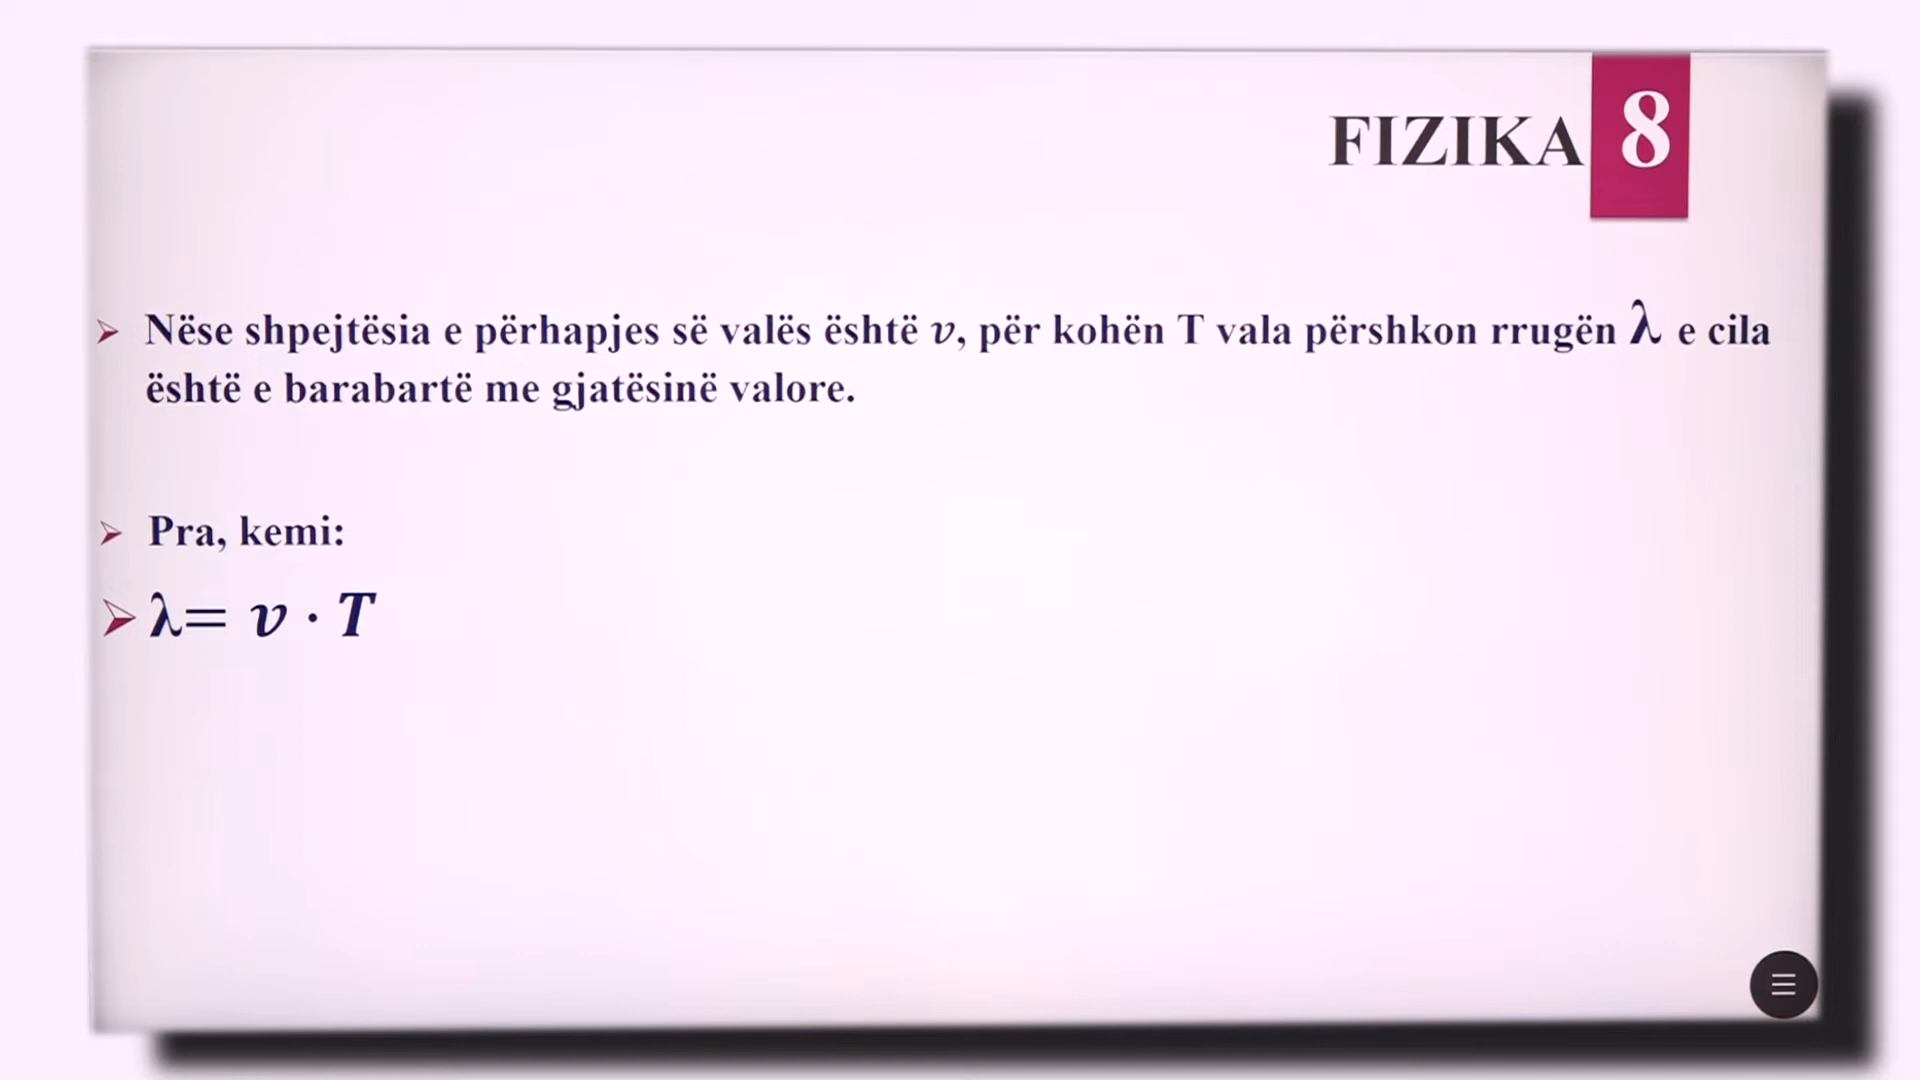 FIZIKA 8
Nëse shpejtësia e përhapjes së valës është v, për kohën T vala përshkon rrugën λ e cila
është e barabartë me gjatësinë valore.
Pra, kemi:
λ= v · T